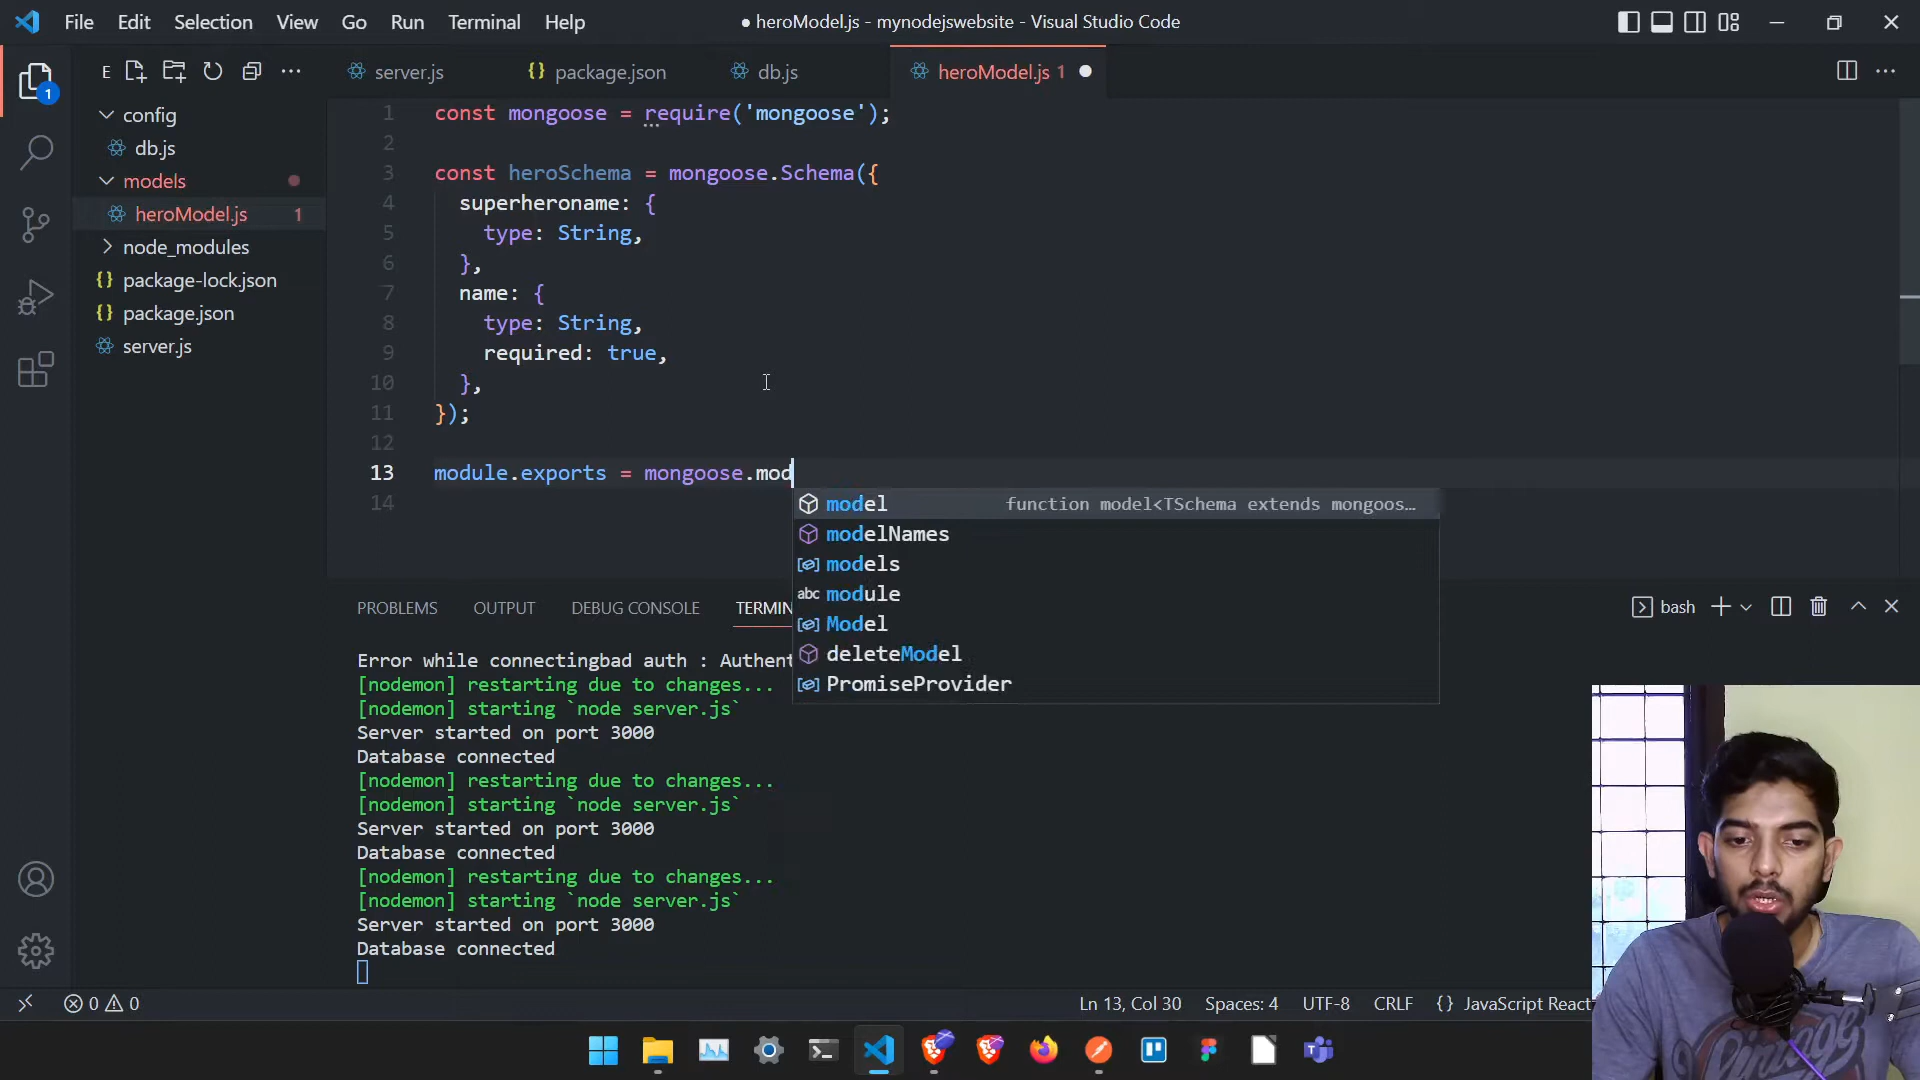 File Edit Selection View Go Run Terminal Help
● heroModel.js - mynodejswebsite - Visual Studio Code
E
server.js
package.json
db.js
heroModel.js 1
1
config
db.js
models
heroModel.js 1
node_modules
package-lock.json
package.json
server.js
1 const mongoose = require('mongoose');
2
3 const heroSchema = mongoose.Schema({
4 superheroname: {
5 type: String,
6 },
7 name: {
8 type: String,
9 required: true,
10 },
11 });
12
13 module.exports = mongoose.mod
14
model function model<TSchema extends mongoos…
modelNames
models
abc module
Model
deleteModel
PromiseProvider
PROBLEMS OUTPUT DEBUG CONSOLE TERMIN
bash
Error while connectingbad auth : Authent
[nodemon] restarting due to changes...
[nodemon] starting `node server.js`
Server started on port 3000
Database connected
[nodemon] restarting due to changes...
[nodemon] starting `node server.js`
Server started on port 3000
Database connected
[nodemon] restarting due to changes...
[nodemon] starting `node server.js`
Server started on port 3000
Database connected
0 0
Ln 13, Col 30 Spaces: 4 UTF-8 CRLF {} JavaScript React